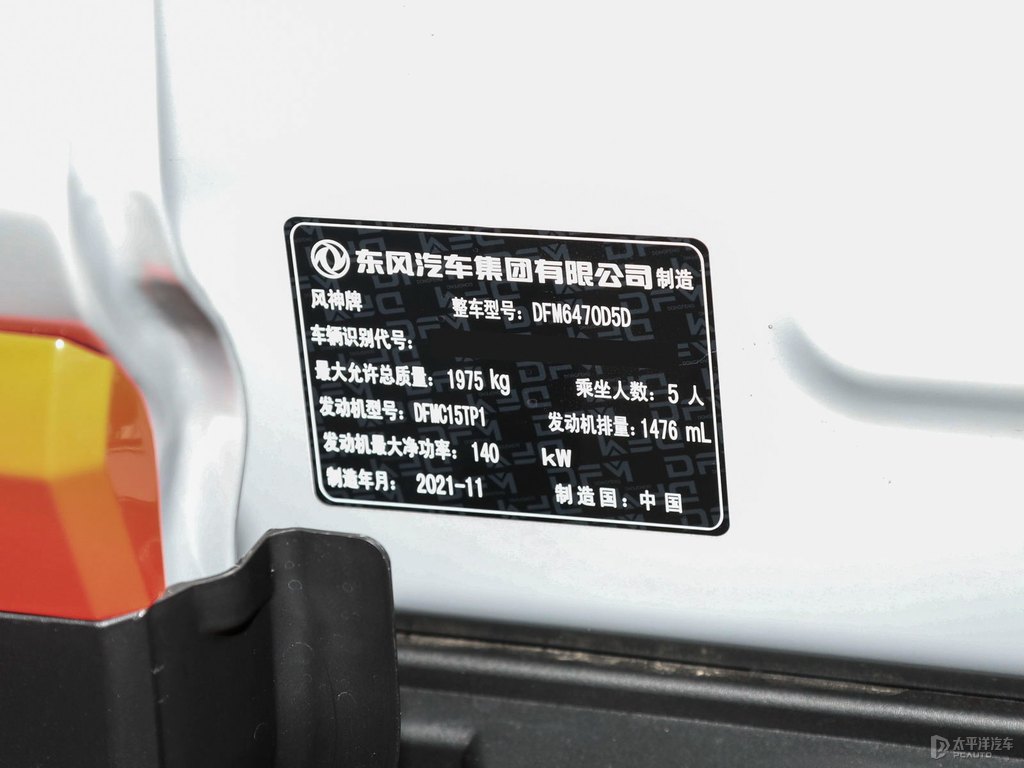 东风汽车集团有限公司制造
风神牌 整车型号：DFM6470D5D
车辆识别代号：
最大允许总质量：1975 kg 乘坐人数：5 人
发动机型号：DFMC15TP1 发动机排量：1476 mL
发动机最大净功率：140 kW
制造年月：2021-11 制造国：中国
太平洋汽车
PCAUTO